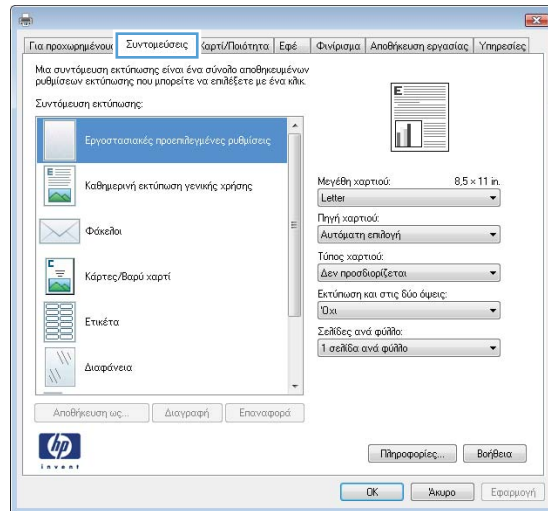 Για προχωρημένους Συντομεύσεις Χαρτί/Ποιότητα Εφέ Φινίρισμα Αποθήκευση εργασίας Υπηρεσίες
Μια συντόμευση εκτύπωσης είναι ένα σύνολο αποθηκευμένων
ρυθμίσεων εκτύπωσης που μπορείτε να επιλέξετε με ένα κλικ.
Συντόμευση εκτύπωσης:
Εργοστασιακές προεπιλεγμένες ρυθμίσεις
Καθημερινή εκτύπωση γενικής χρήσης
Φάκελοι
Κάρτες/Βαρύ χαρτί
Ετικέτα
Διαφάνεια
Αποθήκευση ως... Διαγραφή Επαναφορά
E
Μεγέθη χαρτιού: 8,5 × 11 in.
Letter
Πηγή χαρτιού:
Αυτόματη επιλογή
Τύπος χαρτιού:
Δεν προσδιορίζεται
Εκτύπωση και στις δύο όψεις:
Όχι
Σελίδες ανά φύλλο:
1 σελίδα ανά φύλλο
hp
invent
Πληροφορίες... Βοήθεια
OK Άκυρο Εφαρμογή